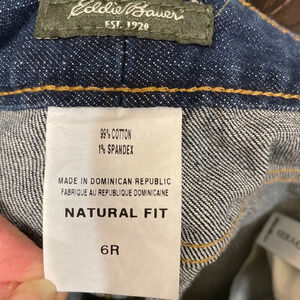 Eddie Bauer
EST. 1920
99% COTTON
1% SPANDEX
MADE IN DOMINICAN REPUBLIC
FABRIQUE AU REPUBLIQUE DOMINICAINE
NATURAL FIT
6R